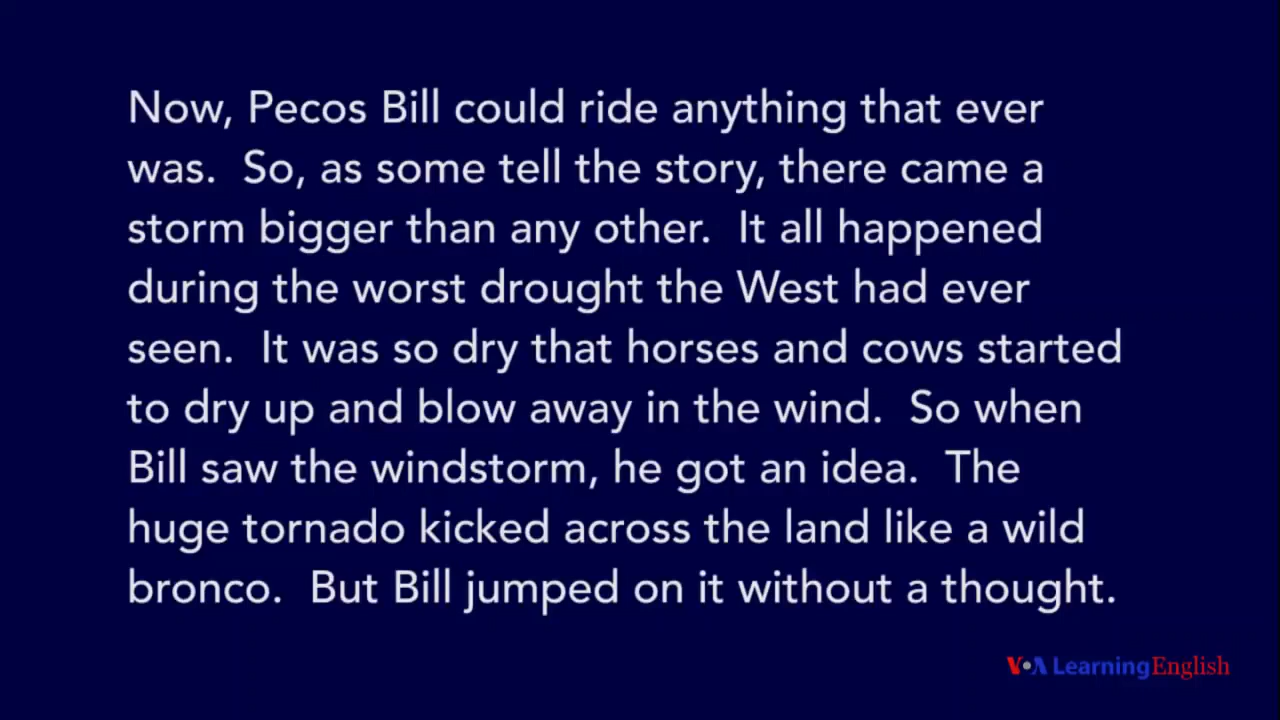 Now, Pecos Bill could ride anything that ever
was.  So, as some tell the story, there came a
storm bigger than any other.  It all happened
during the worst drought the West had ever
seen.  It was so dry that horses and cows started
to dry up and blow away in the wind.  So when
Bill saw the windstorm, he got an idea.  The
huge tornado kicked across the land like a wild
bronco.  But Bill jumped on it without a thought.
VOA LearningEnglish